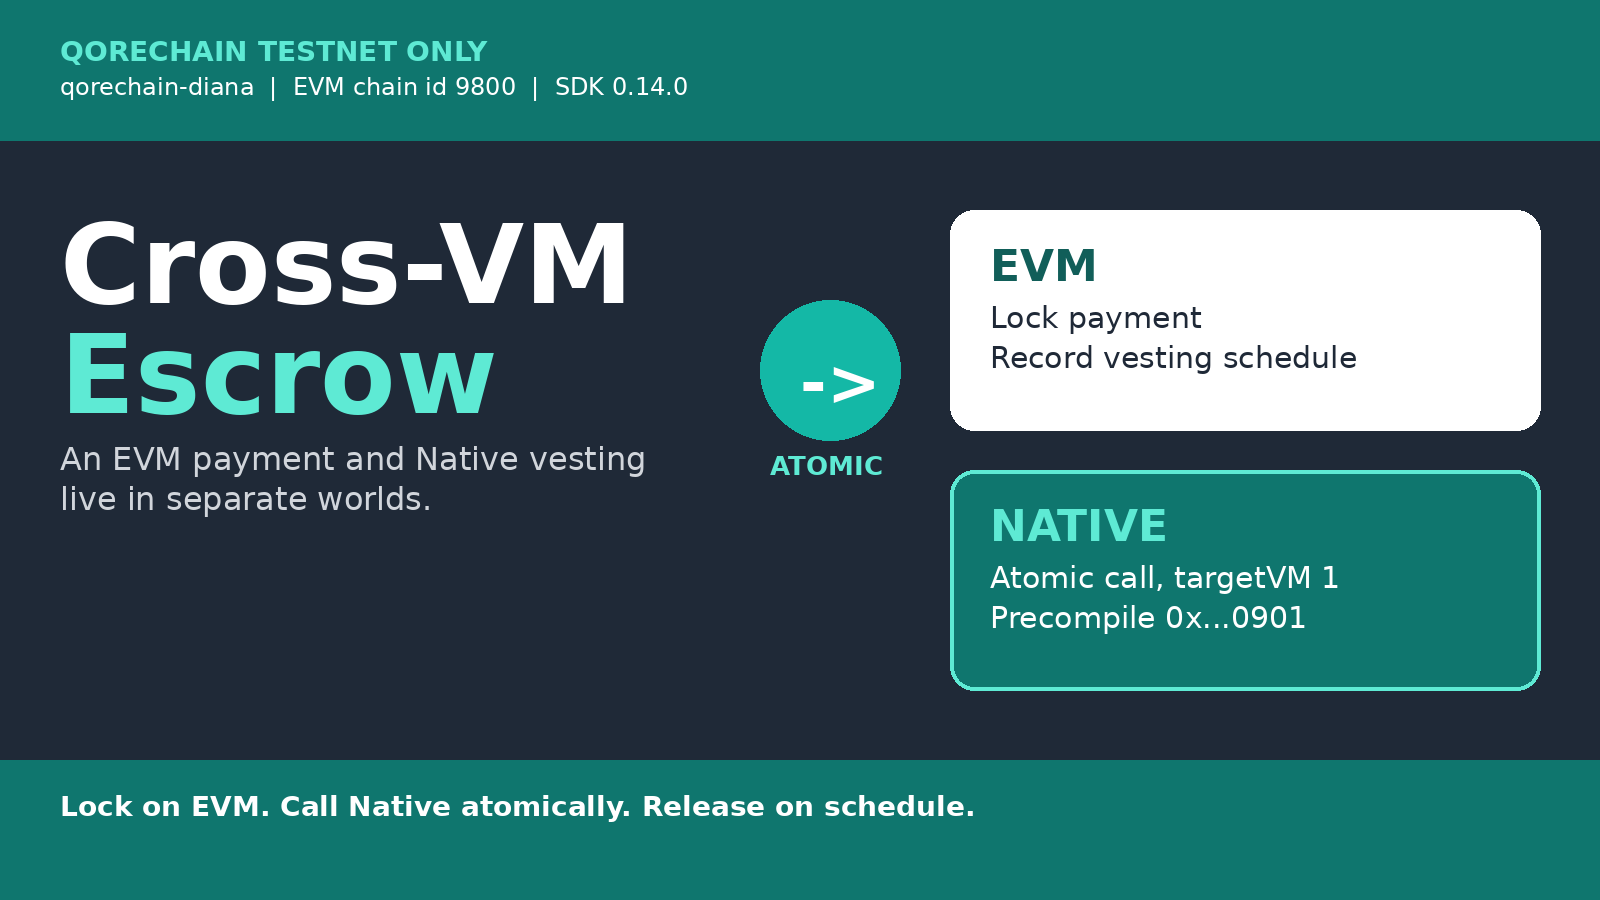 QORECHAIN TESTNET ONLY
qorechain-diana | EVM chain id 9800 | SDK 0.14.0
Cross-VM
Escrow
An EVM payment and Native vesting
live in separate worlds.
->
ATOMIC
EVM
Lock payment
Record vesting schedule
NATIVE
Atomic call, targetVM 1
Precompile 0x...0901
Lock on EVM. Call Native atomically. Release on schedule.